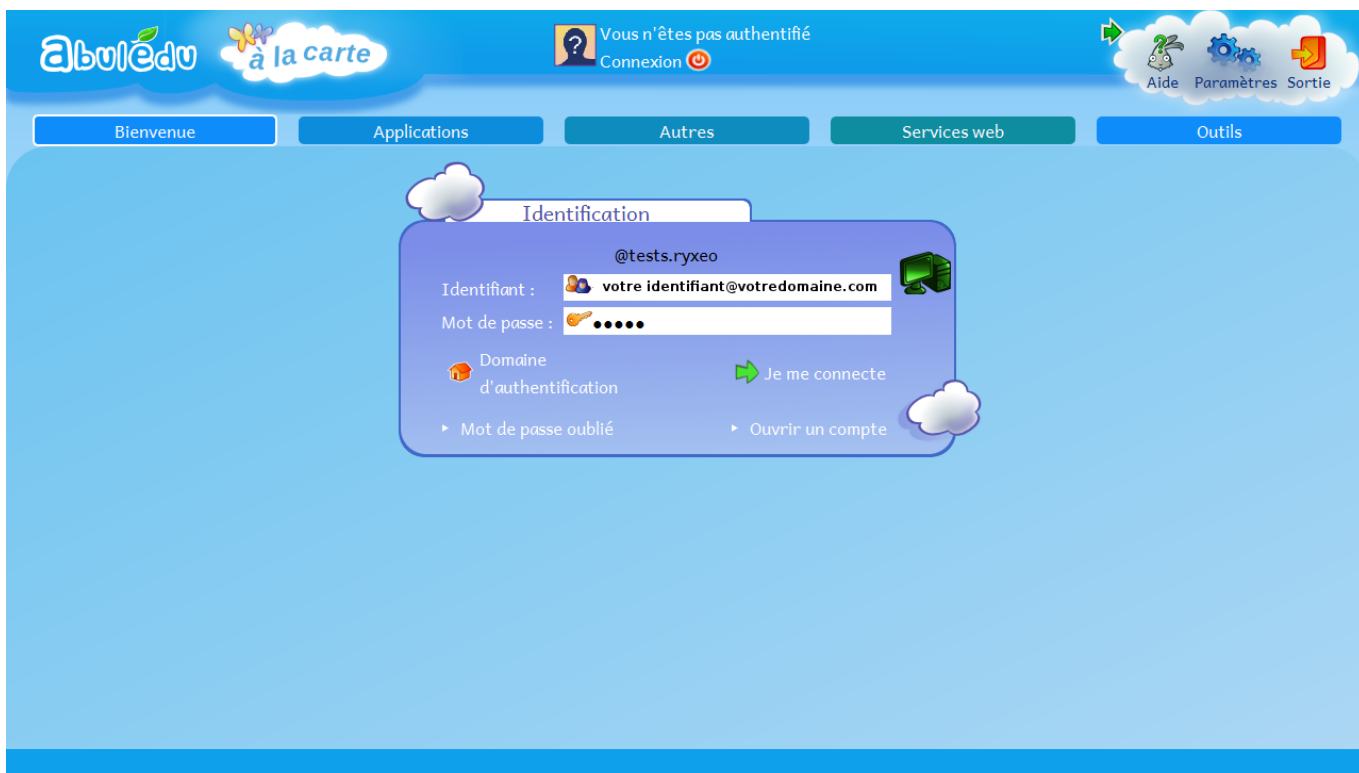 abulédu
à la carte
Vous n'êtes pas authentifié
Connexion
Aide Paramètres Sortie
Bienvenue Applications Autres Services web Outils
Identification
@tests.ryxeo
Identifiant : votre identifiant@votredomaine.com
Mot de passe : ●●●●●
Domaine
d'authentification
Je me connecte
Mot de passe oublié
Ouvrir un compte